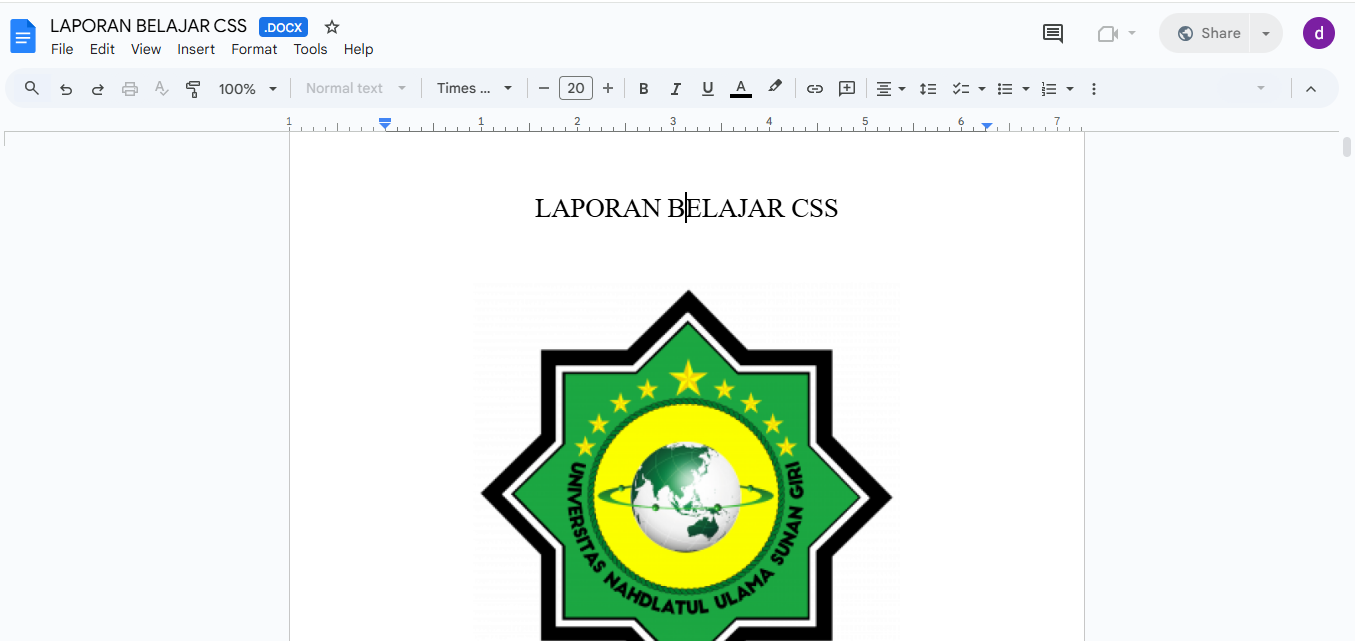 LAPORAN BELAJAR CSS .DOCX
File Edit View Insert Format Tools Help
Share
d
100% Normal text Times ... 20 B I U A
1 1 2 3 4 5 6 7
LAPORAN BELAJAR CSS
UNIVERSITAS NAHDLATUL ULAMA SUNAN GIRI